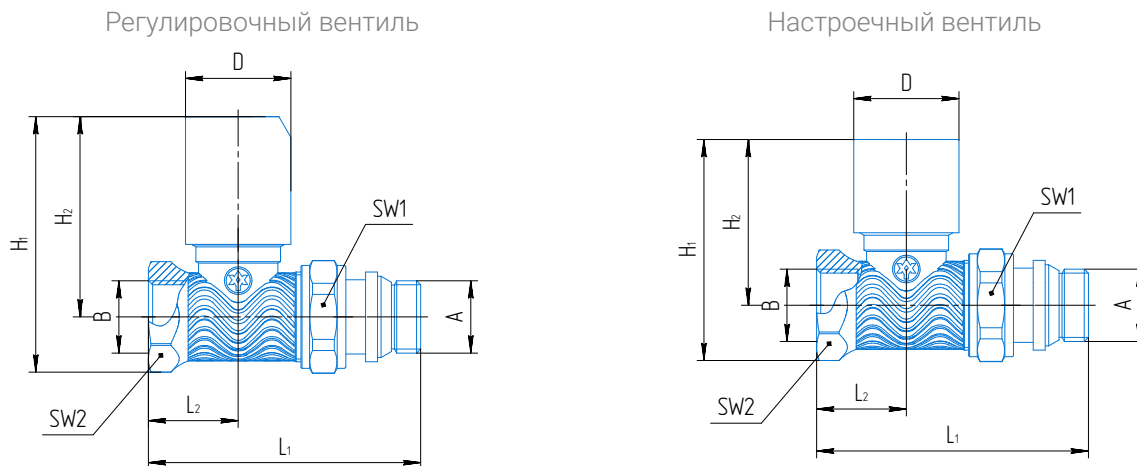 Регулировочный вентиль
D
H₁
H₂
SW1
B
A
SW2
L₂
L₁
Настроечный вентиль
D
H₁
H₂
SW1
B
A
SW2
L₂
L₁